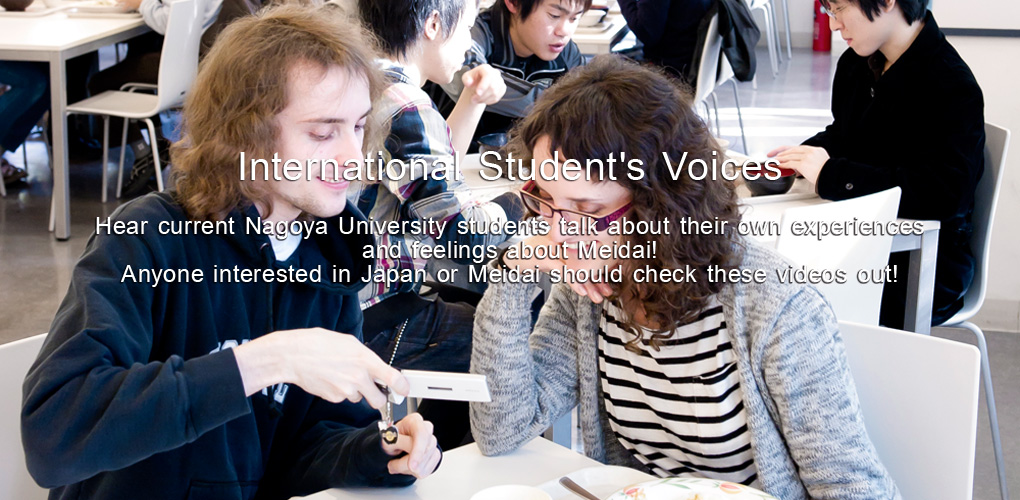 International Student's Voices
Hear current Nagoya University students talk about their own experiences
and feelings about Meidai!
Anyone interested in Japan or Meidai should check these videos out!